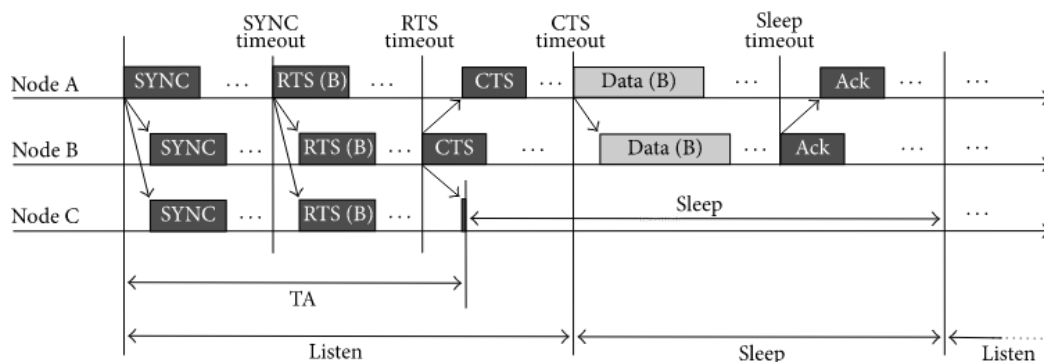 SYNC timeout
RTS timeout
CTS timeout
Sleep timeout
Node A
SYNC ... RTS (B) ... CTS ... Data (B) ... Ack ... ...
Node B
SYNC ... RTS (B) ... CTS ... Data (B) ... Ack ... ...
Node C
SYNC ... RTS (B) ... Sleep ...
TA
Listen
Sleep
Listen